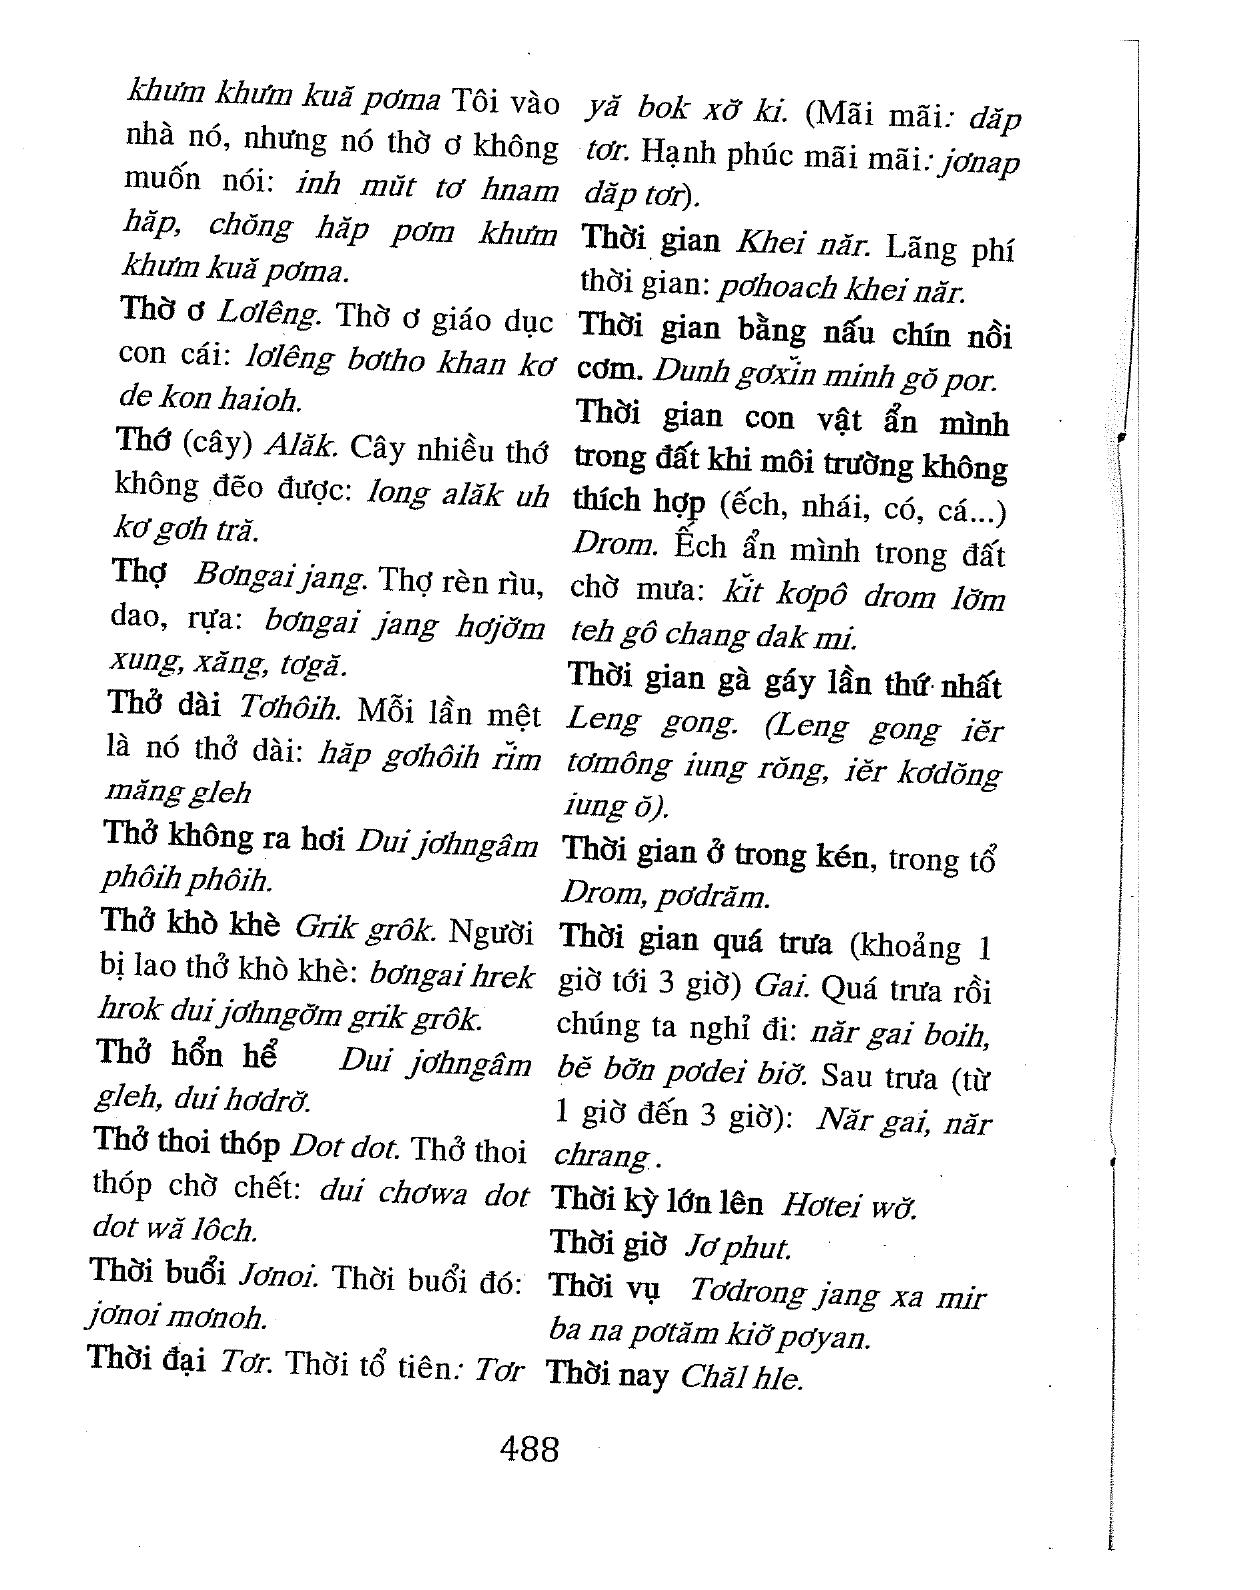 khưm khưm kuă pơma Tôi vào
nhà nó, nhưng nó thờ ơ không
muốn nói: inh mŭt tơ hnam
hăp, chŏng hăp pơm khưm
khưm kuă pơma.
Thờ ơ Lơlêng. Thờ ơ giáo dục
con cái: lơlêng bơtho khan kơ
de kon haioh.
Thớ (cây) Alăk. Cây nhiều thớ
không đẽo được: long alăk uh
kơ gơh tră.
Thợ Bơngai jang. Thợ rèn rìu,
dao, rựa: bơngai jang hơjơ̆m
xung, xăng, tơgă.
Thở dài Tơhôih. Mỗi lần mệt
là nó thở dài: hăp gơhôih rĭm
măng gleh
Thở không ra hơi Dui jơhngâm
phôih phôih.
Thở khò khè Grik grôk. Người
bị lao thở khò khè: bơngai hrek
hrok dui jơhngơ̆m grik grôk.
Thở hổn hể Dui jơhngâm
gleh, dui hơdrơ̆.
Thở thoi thóp Dot dot. Thở thoi
thóp chờ chết: dui chơwa dot
dot wă lôch.
Thời buổi Jơnoi. Thời buổi đó:
jơnoi mơnoh.
Thời đại Tơr. Thời tổ tiên: Tơr
yă bok xơ̆ ki. (Mãi mãi: dăp
tơr. Hạnh phúc mãi mãi: jơnap
dăp tơr).
Thời gian Khei năr. Lãng phí
thời gian: pơhoach khei năr.
Thời gian bằng nấu chín nồi
cơm. Dunh gơxĭn minh gŏ por.
Thời gian con vật ẩn mình
trong đất khi môi trường không
thích hợp (ếch, nhái, có, cá...)
Drom. Ếch ẩn mình trong đất
chờ mưa: kĭt kơpô drom lơ̆m
teh gô chang dak mi.
Thời gian gà gáy lần thứ nhất
Leng gong. (Leng gong iĕr
tơmông iung rŏng, iĕr kơdŏng
iung ŏ).
Thời gian ở trong kén, trong tổ
Drom, pơdrăm.
Thời gian quá trưa (khoảng 1
giờ tới 3 giờ) Gai. Quá trưa rồi
chúng ta nghỉ đi: năr gai boih,
bĕ bơ̆n pơdei biơ̆. Sau trưa (từ
1 giờ đến 3 giờ): Năr gai, năr
chrang .
Thời kỳ lớn lên Hơtei wơ̆.
Thời giờ Jơ phut.
Thời vụ Tơdrong jang xa mir
ba na pơtăm kiơ̆ pơyan.
Thời nay Chăl hle.
488